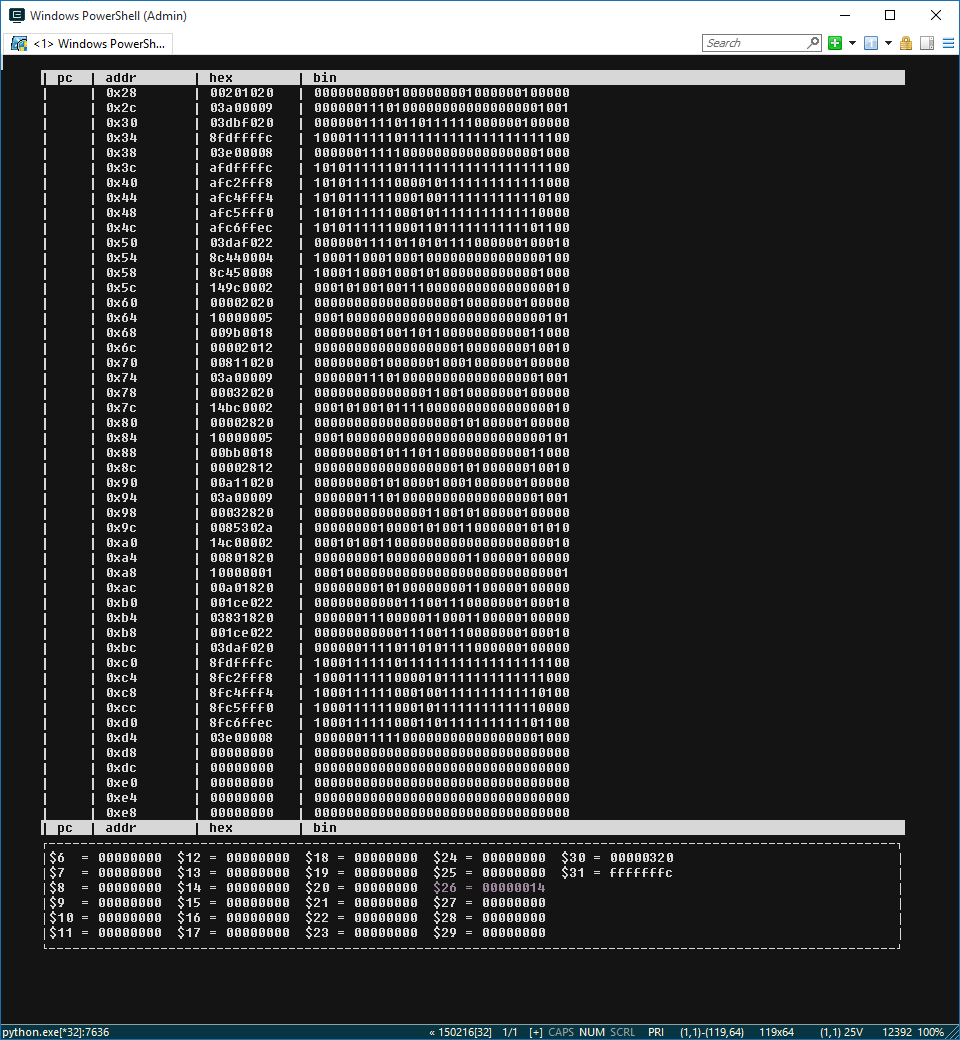 Windows PowerShell (Admin)
<1> Windows PowerSh... Search
| pc | addr | hex | bin
| | 0x28 | 00201020 | 00000000001000000001000000100000
| | 0x2c | 03a00009 | 00000011101000000000000000001001
| | 0x30 | 03dbf020 | 00000011110110111111000000100000
| | 0x34 | 8fdffffc | 10001111110111111111111111111100
| | 0x38 | 03e00008 | 00000011111000000000000000001000
| | 0x3c | afdffffc | 10101111110111111111111111111100
| | 0x40 | afc2fff8 | 10101111110000101111111111111000
| | 0x44 | afc4fff4 | 10101111110001001111111111110100
| | 0x48 | afc5fff0 | 10101111110001011111111111110000
| | 0x4c | afc6ffec | 10101111110001101111111111101100
| | 0x50 | 03daf022 | 00000011110110101111000000100010
| | 0x54 | 8c440004 | 10001100010001000000000000000100
| | 0x58 | 8c450008 | 10001100010001010000000000001000
| | 0x5c | 149c0002 | 00010100100111000000000000000010
| | 0x60 | 00002020 | 00000000000000000010000000100000
| | 0x64 | 10000005 | 00010000000000000000000000000101
| | 0x68 | 009b0018 | 00000000100110110000000000011000
| | 0x6c | 00002012 | 00000000000000000010000000010010
| | 0x70 | 00811020 | 00000000100000010001000000100000
| | 0x74 | 03a00009 | 00000011101000000000000000001001
| | 0x78 | 00032020 | 00000000000000110010000000100000
| | 0x7c | 14bc0002 | 00010100101111000000000000000010
| | 0x80 | 00002820 | 00000000000000000010100000100000
| | 0x84 | 10000005 | 00010000000000000000000000000101
| | 0x88 | 00bb0018 | 00000000101110110000000000011000
| | 0x8c | 00002812 | 00000000000000000010100000010010
| | 0x90 | 00a11020 | 00000000101000010001000000100000
| | 0x94 | 03a00009 | 00000011101000000000000000001001
| | 0x98 | 00032820 | 00000000000000110010100000100000
| | 0x9c | 0085302a | 00000000100001010011000000101010
| | 0xa0 | 14c00002 | 00010100110000000000000000000010
| | 0xa4 | 00801820 | 00000000100000000001100000100000
| | 0xa8 | 10000001 | 00010000000000000000000000000001
| | 0xac | 00a01820 | 00000000101000000001100000100000
| | 0xb0 | 001ce022 | 00000000000111001110000000100010
| | 0xb4 | 03831820 | 00000011100000110001100000100000
| | 0xb8 | 001ce022 | 00000000000111001110000000100010
| | 0xbc | 03daf020 | 00000011110110101111000000100000
| | 0xc0 | 8fdffffc | 10001111110111111111111111111100
| | 0xc4 | 8fc2fff8 | 10001111110000101111111111111000
| | 0xc8 | 8fc4fff4 | 10001111110001001111111111110100
| | 0xcc | 8fc5fff0 | 10001111110001011111111111110000
| | 0xd0 | 8fc6ffec | 10001111110001101111111111101100
| | 0xd4 | 03e00008 | 00000011111000000000000000001000
| | 0xd8 | 00000000 | 00000000000000000000000000000000
| | 0xdc | 00000000 | 00000000000000000000000000000000
| | 0xe0 | 00000000 | 00000000000000000000000000000000
| | 0xe4 | 00000000 | 00000000000000000000000000000000
| | 0xe8 | 00000000 | 00000000000000000000000000000000
| pc | addr | hex | bin
|$6 = 00000000 $12 = 00000000 $18 = 00000000 $24 = 00000000 $30 = 00000320 |
|$7 = 00000000 $13 = 00000000 $19 = 00000000 $25 = 00000000 $31 = fffffffc |
|$8 = 00000000 $14 = 00000000 $20 = 00000000 $26 = 00000014 |
|$9 = 00000000 $15 = 00000000 $21 = 00000000 $27 = 00000000 |
|$10 = 00000000 $16 = 00000000 $22 = 00000000 $28 = 00000000 |
|$11 = 00000000 $17 = 00000000 $23 = 00000000 $29 = 00000000 |
python.exe[*32]:7636 « 150216[32] 1/1 [+] CAPS NUM SCRL PRI (1,1)-(119,64) 119x64 (1,1) 25V 12392 100%